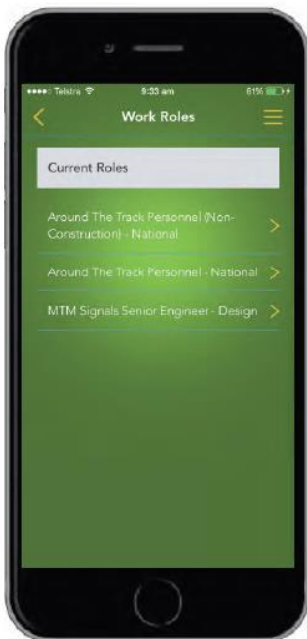 Telstra 9:33 am 61%
Work Roles
Current Roles
Around The Track Personnel (Non-
Construction) - National
Around The Track Personnel - National
MTM Signals Senior Engineer - Design